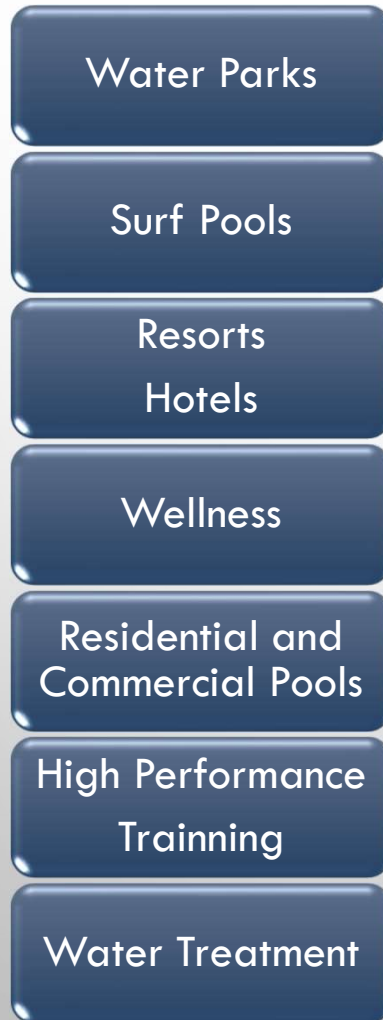 Water Parks
Surf Pools
Resorts
Hotels
Wellness
Residential and
Commercial Pools
High Performance
Trainning
Water Treatment